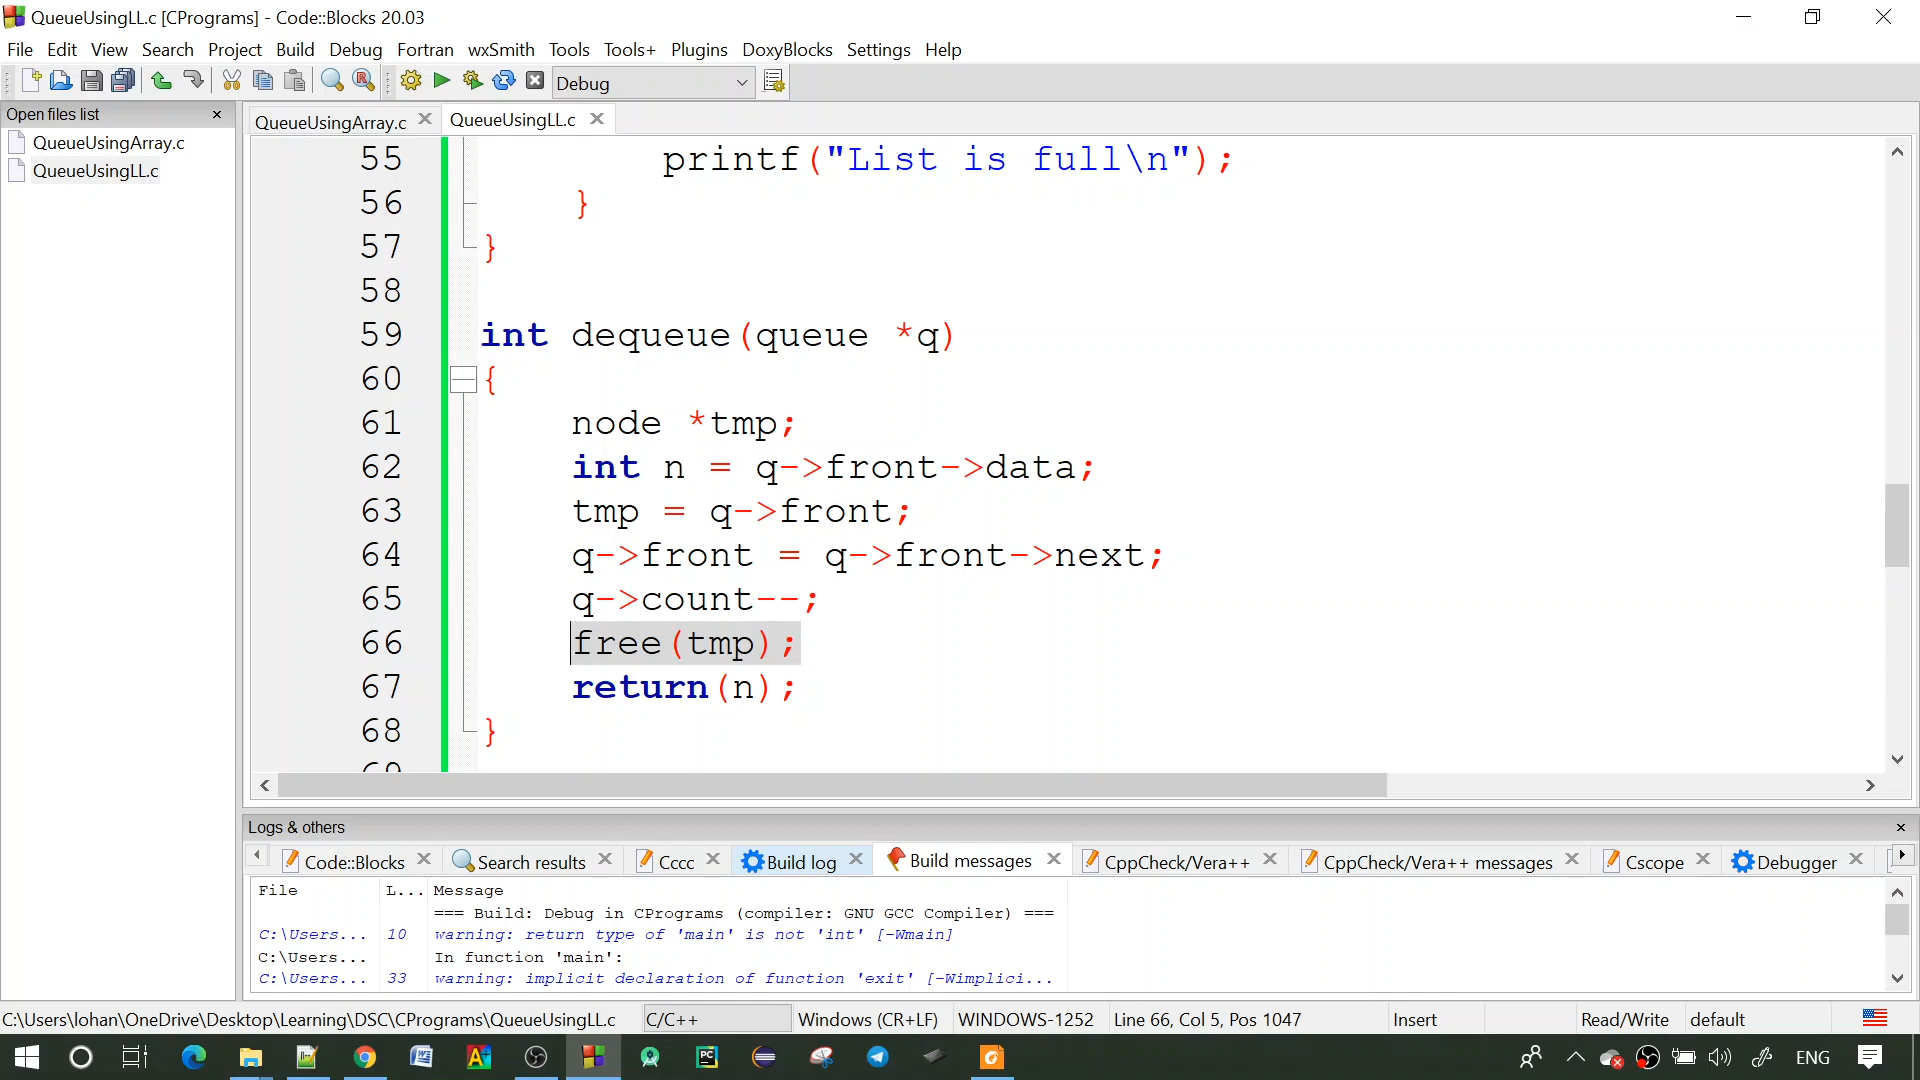 QueueUsingLL.c [CPrograms] - Code::Blocks 20.03
File Edit View Search Project Build Debug Fortran wxSmith Tools Tools+ Plugins DoxyBlocks Settings Help
Debug
Open files list
QueueUsingArray.c
QueueUsingLL.c
QueueUsingArray.c QueueUsingLL.c
55 printf("List is full\n");
56 }
57 }
58
59 int dequeue(queue *q)
60 {
61 node *tmp;
62 int n = q->front->data;
63 tmp = q->front;
64 q->front = q->front->next;
65 q->count--;
66 free(tmp);
67 return(n);
68 }
69
Logs & others
Code::Blocks Search results Cccc Build log Build messages CppCheck/Vera++ CppCheck/Vera++ messages Cscope Debugger
File L... Message
=== Build: Debug in CPrograms (compiler: GNU GCC Compiler) ===
C:\Users... 10 warning: return type of 'main' is not 'int' [-Wmain]
C:\Users... In function 'main':
C:\Users... 33 warning: implicit declaration of function 'exit' [-Wimplici...
C:\Users\lohan\OneDrive\Desktop\Learning\DSC\CPrograms\QueueUsingLL.c C/C++ Windows (CR+LF) WINDOWS-1252 Line 66, Col 5, Pos 1047 Insert Read/Write default
ENG